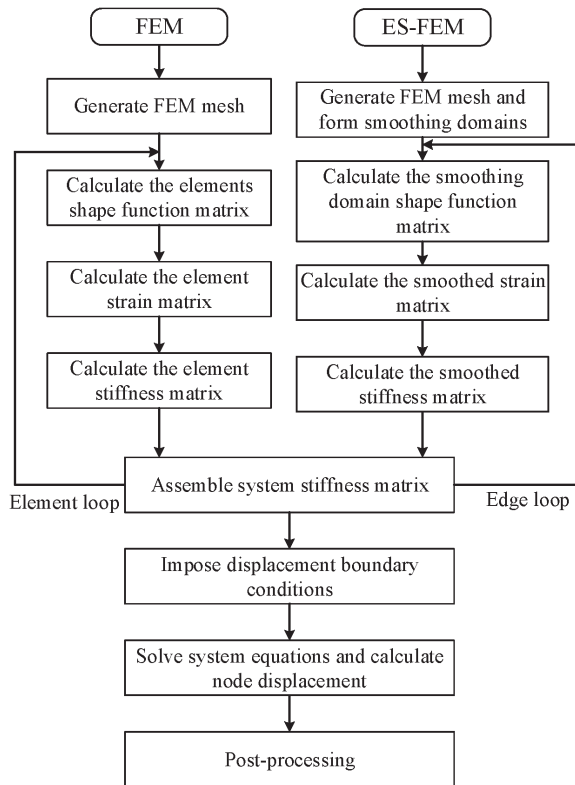 FEM
ES-FEM
Generate FEM mesh
Generate FEM mesh and
form smoothing domains
Calculate the elements
shape function matrix
Calculate the smoothing
domain shape function
matrix
Calculate the element
strain matrix
Calculate the smoothed strain
matrix
Calculate the element
stiffness matrix
Calculate the smoothed
stiffness matrix
Element loop
Assemble system stiffness matrix
Edge loop
Impose displacement boundary
conditions
Solve system equations and calculate
node displacement
Post-processing